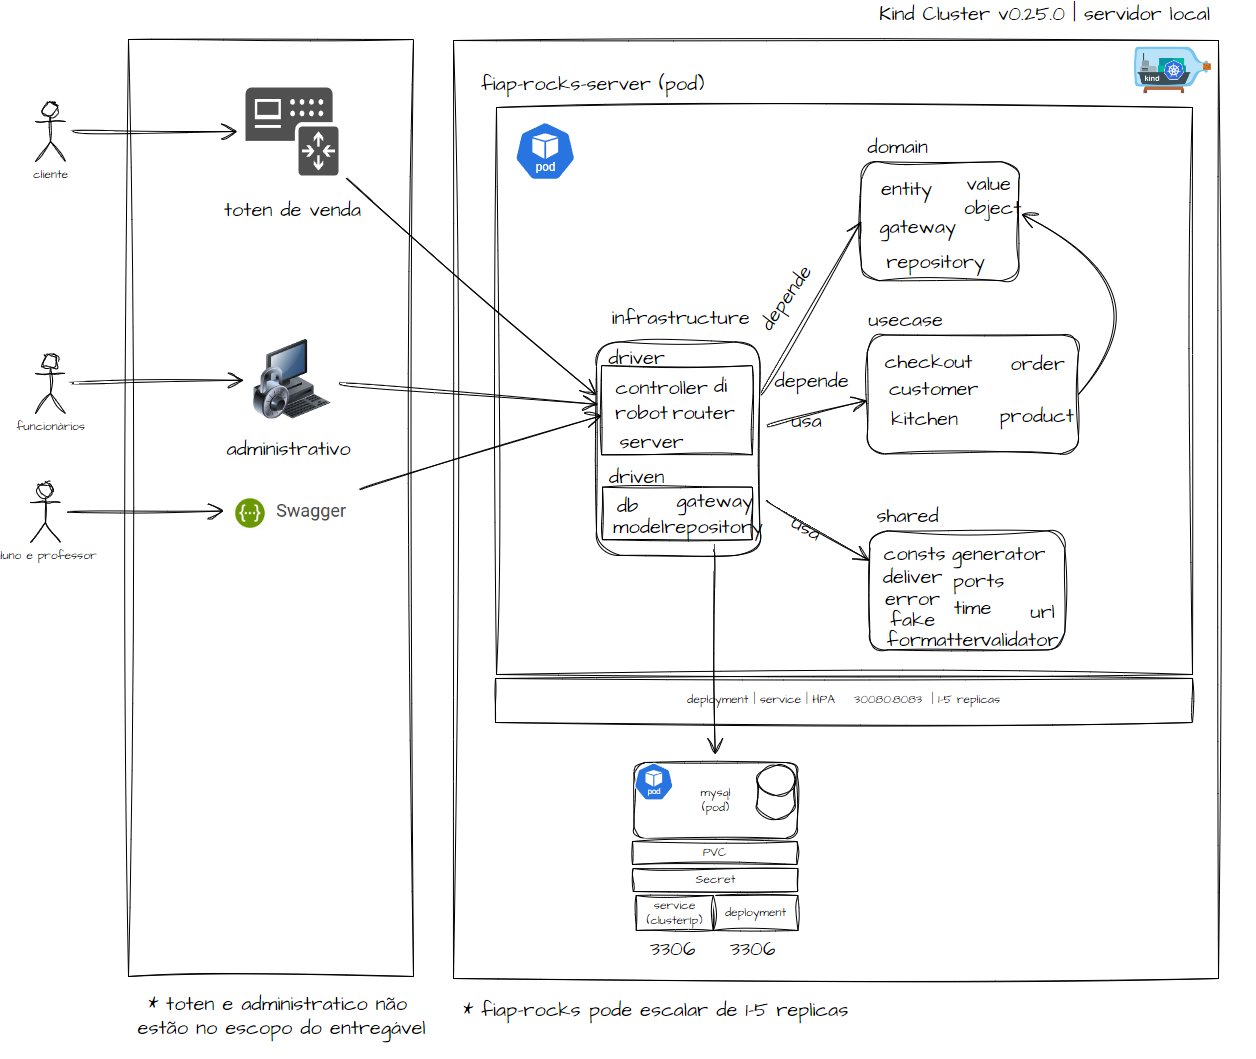 Kind Cluster v0.25.0 | servidor local
kind
fiap-rocks-server (pod)
pod
cliente
toten de venda
funcionários
administrativo
Swagger
luno e professor
domain
entity
value
object
gateway
repository
depende
infrastructure
driver
controller di
robot router
server
driven
db
gateway
model
repository
usecase
checkout
order
customer
kitchen
product
depende
usa
usa
shared
consts generator
deliver
ports
error
time
url
fake
formatter
validator
deployment | service | HPA 30080:8083 | 1-5 replicas
pod
mysql
(pod)
PVC
Secret
service
(clusterip)
deployment
3306
3306
* toten e administratico não
estão no escopo do entregável
* fiap-rocks pode escalar de 1-5 replicas